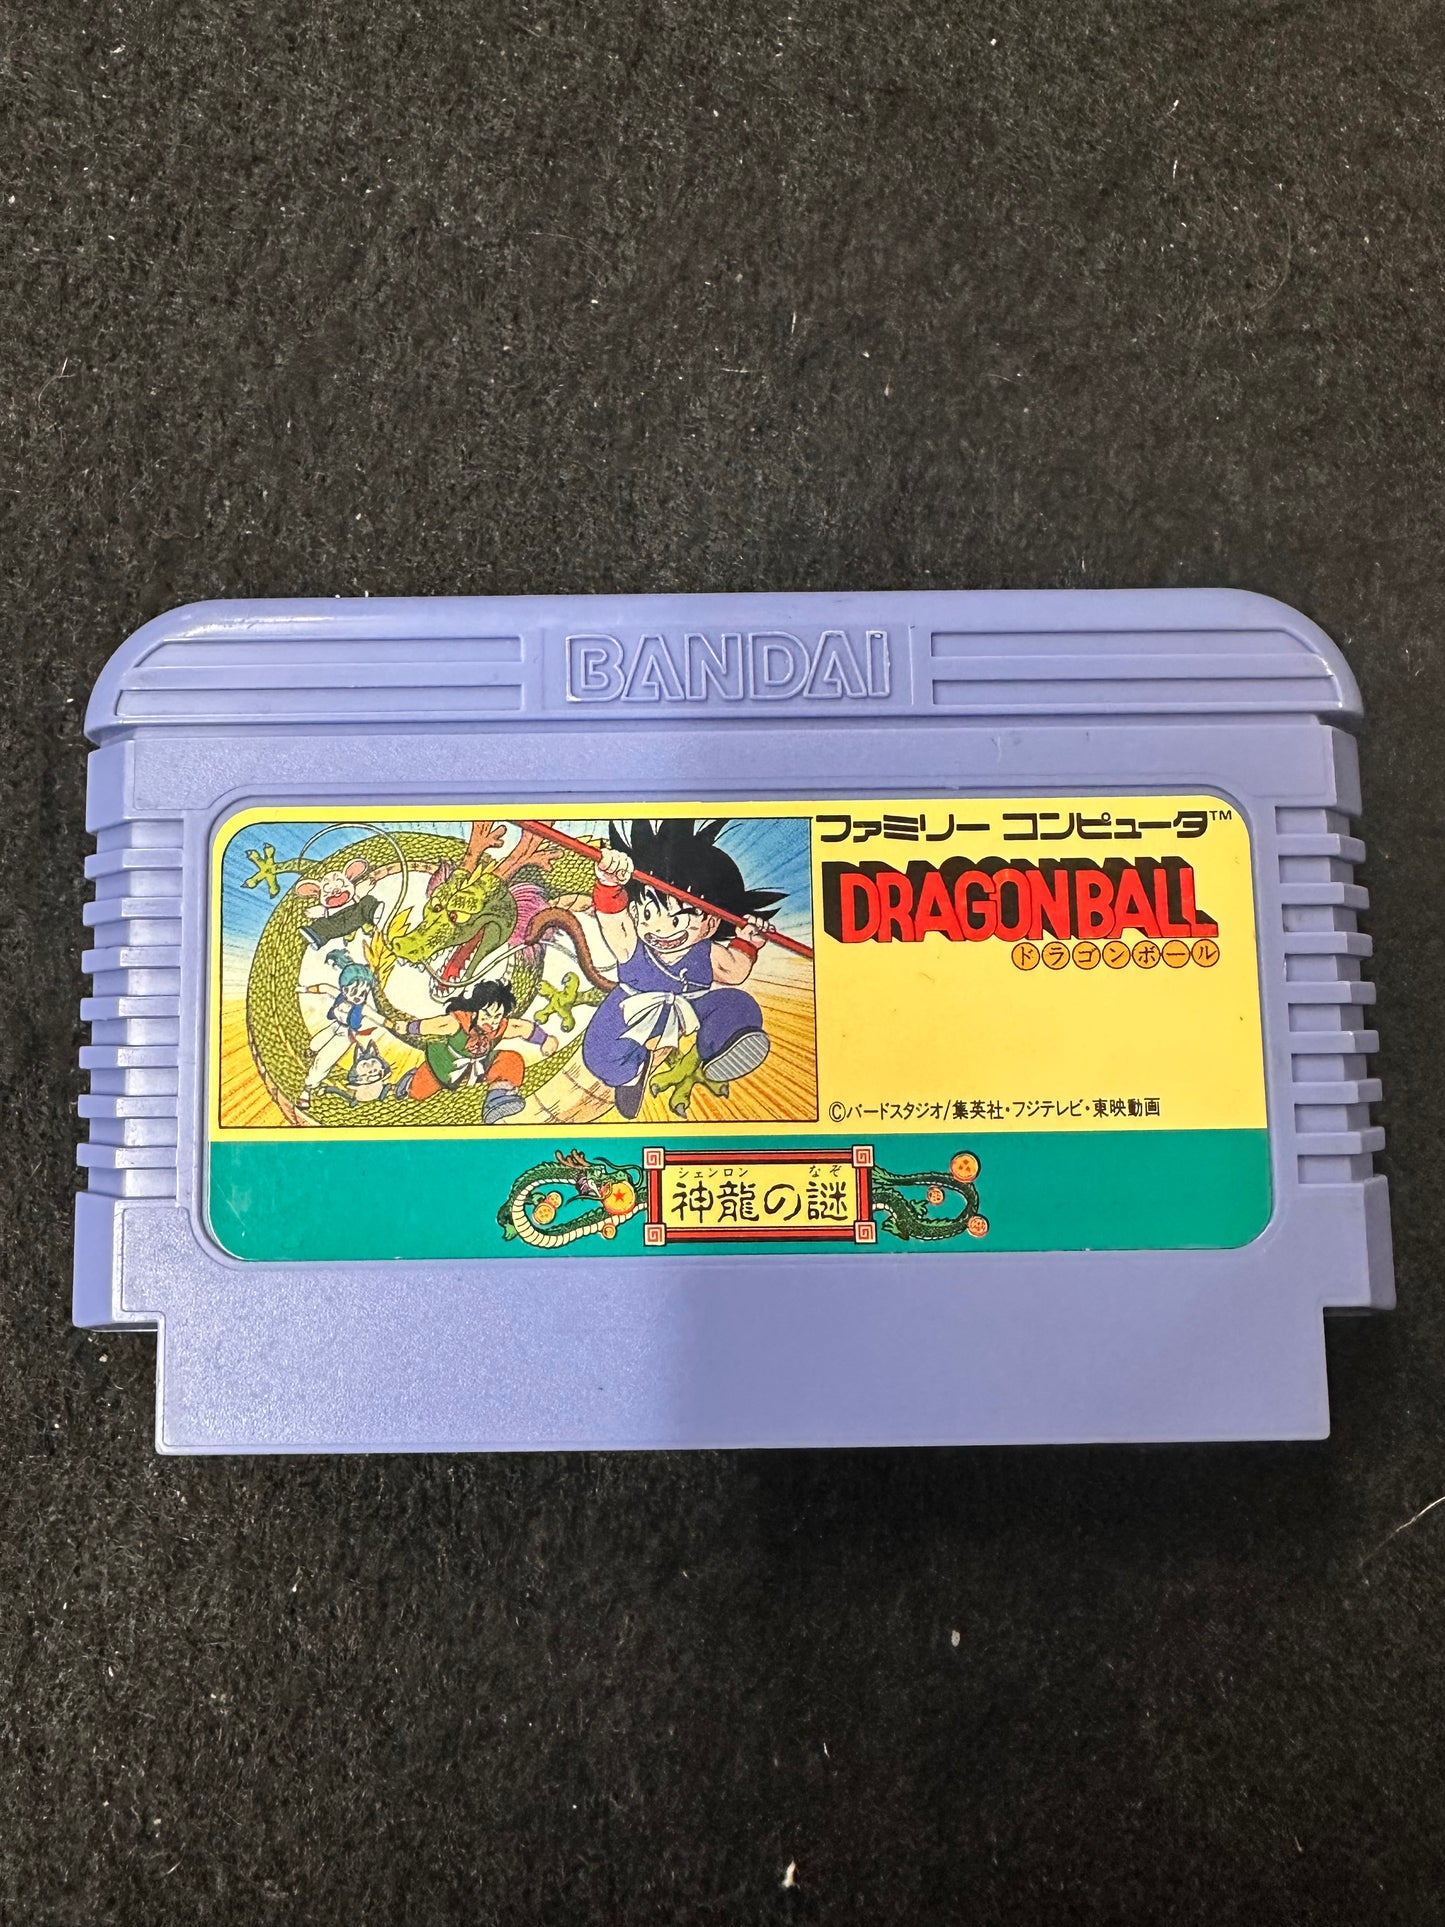 BANDAI
ファミリー コンピュータ™
DRAGON BALL
ドラゴンボール
©バードスタジオ/集英社・フジテレビ・東映動画
シェンロン なぞ
神龍の謎